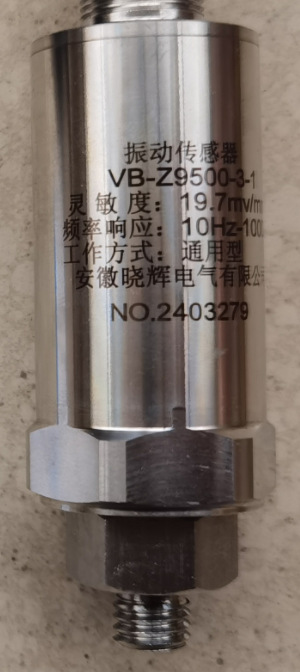 振动传感器
VB-Z9500-3-1
灵敏度：19.7mv/m
频率响应：10Hz-100
工作方式：通用型
安徽晓辉电气有限公司
NO.2403279